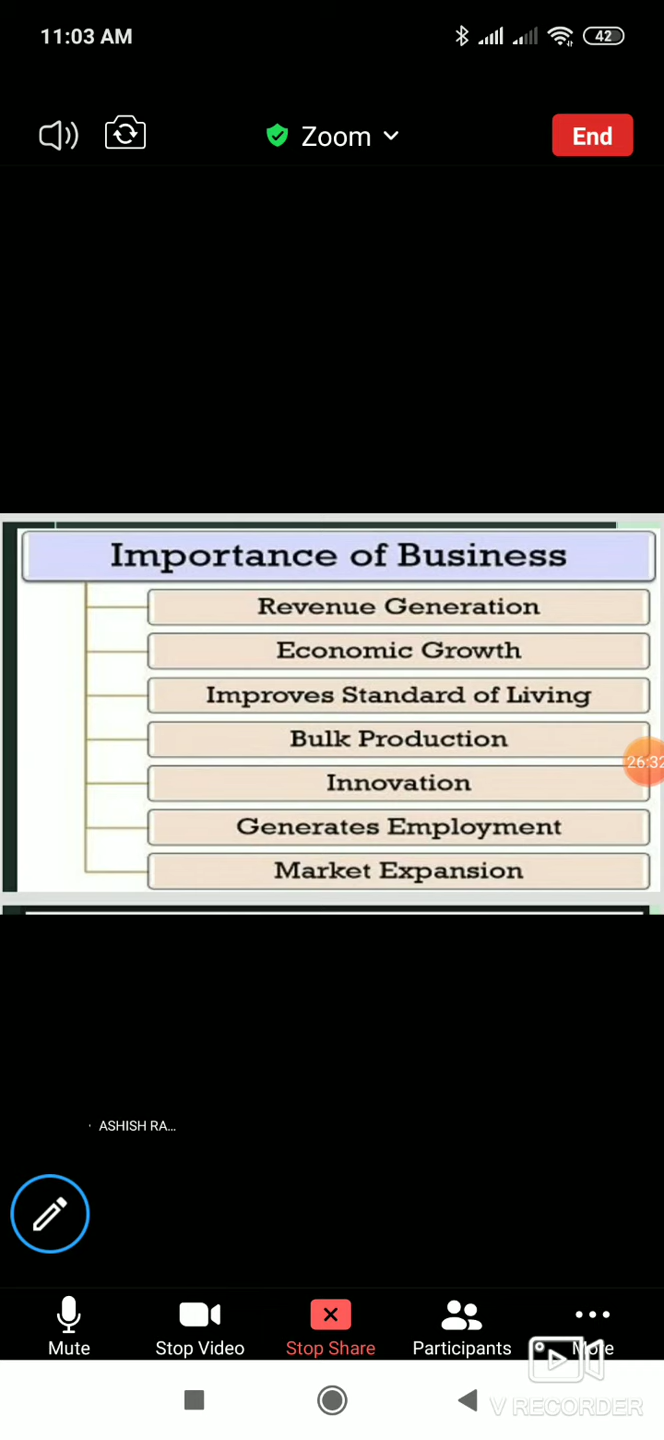 11:03 AM
42
Zoom
End
Importance of Business
Revenue Generation
Economic Growth
Improves Standard of Living
Bulk Production
26:32
Innovation
Generates Employment
Market Expansion
ASHISH RA...
Mute
Stop Video
Stop Share
Participants
More
V RECORDER